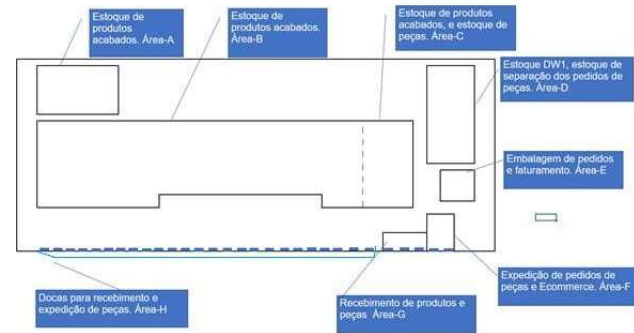 Estoque de
produtos
acabados. Área-A
Estoque de
produtos acabados.
Área-B
Estoque de produtos
acabados, e estoque de
peças. Área-C
Estoque DW1, estoque de
separação dos pedidos de
peças. Área-D
Embalagem de pedidos
e faturamento. Área-E
Expedição de pedidos de
peças e Ecommerce. Área-F
Recebimento de produtos e
peças Área-G
Docas para recebimento e
expedição de peças. Área-H